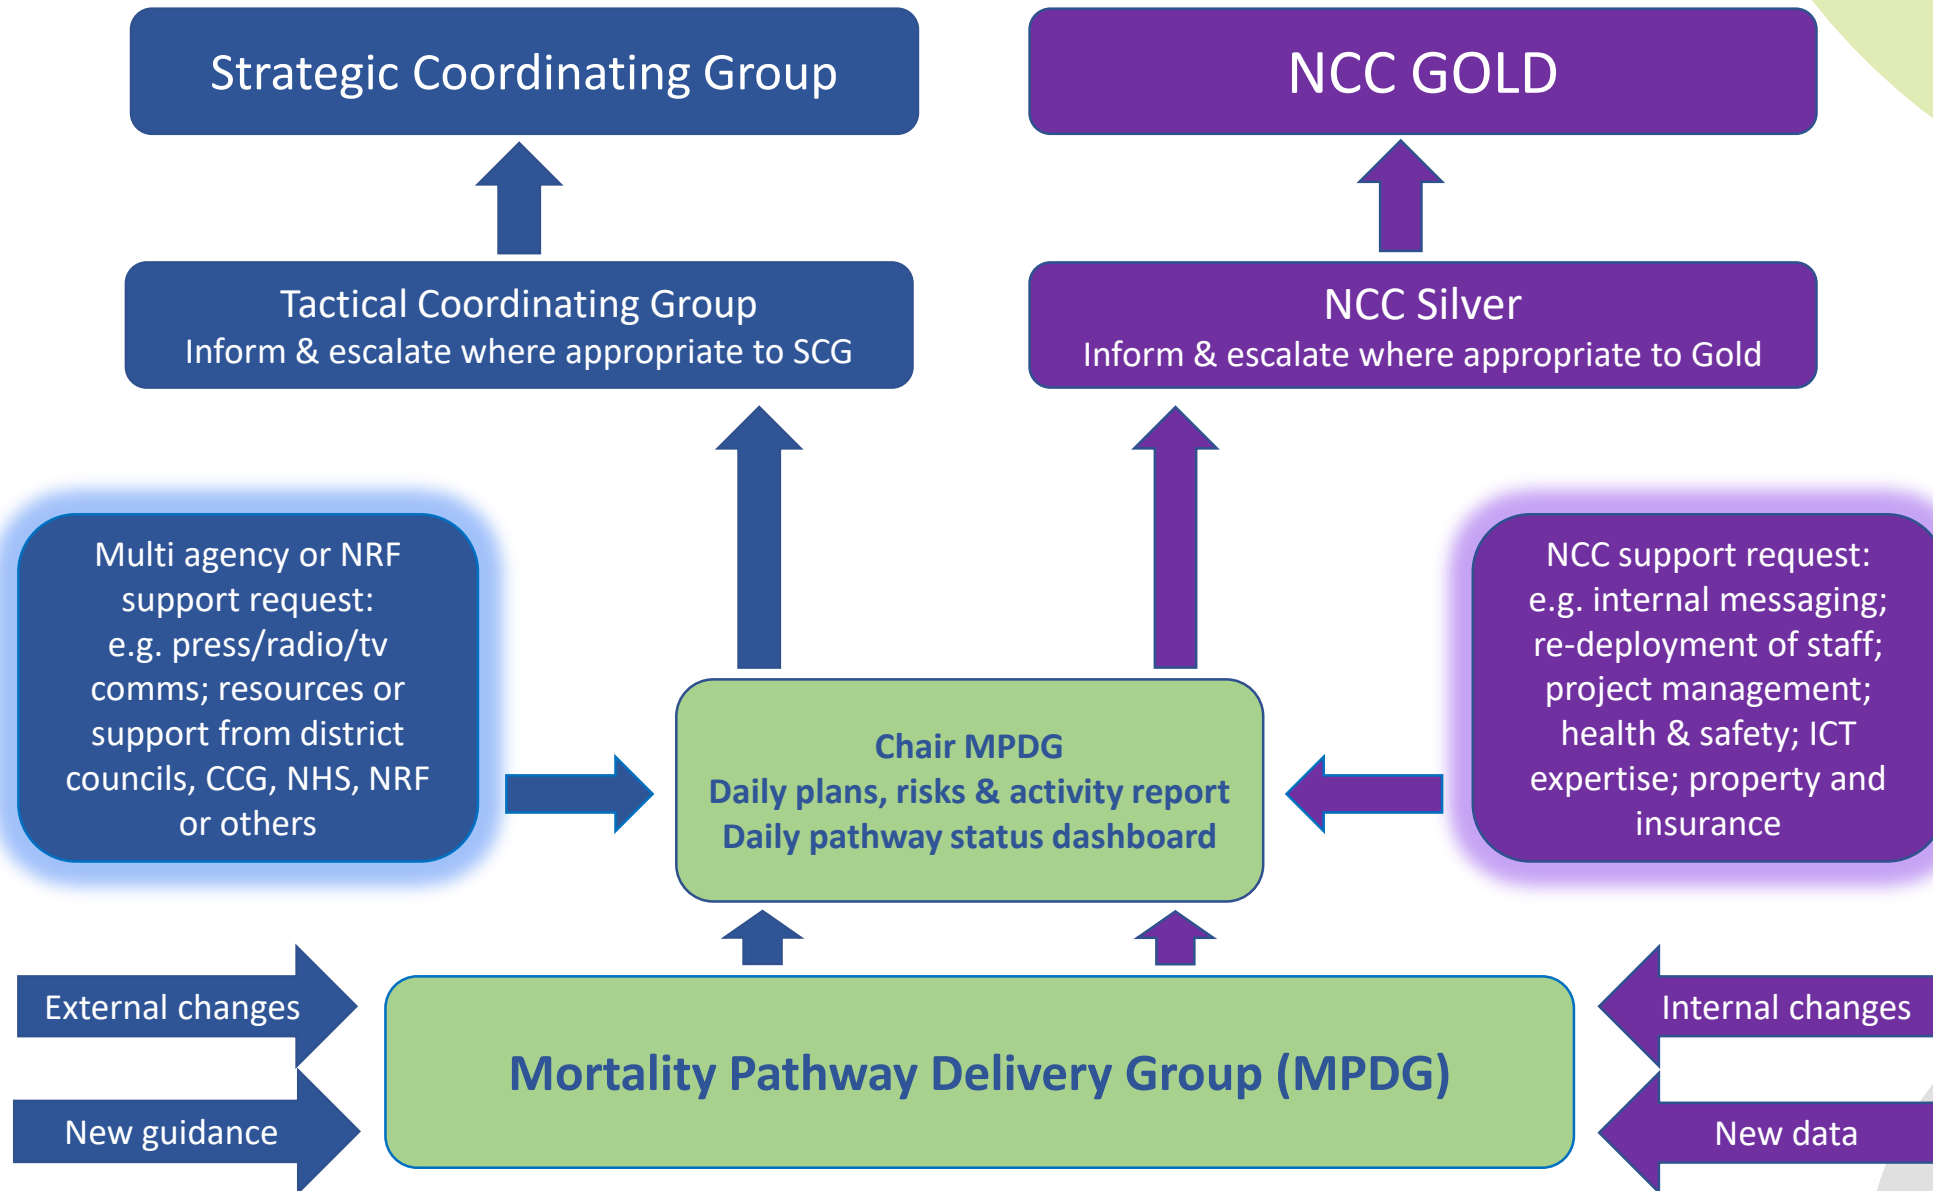 Strategic Coordinating Group
NCC GOLD
Tactical Coordinating Group
Inform & escalate where appropriate to SCG
NCC Silver
Inform & escalate where appropriate to Gold
Multi agency or NRF
support request:
e.g. press/radio/tv
comms; resources or
support from district
councils, CCG, NHS, NRF
or others
NCC support request:
e.g. internal messaging;
re-deployment of staff;
project management;
health & safety; ICT
expertise; property and
insurance
Chair MPDG
Daily plans, risks & activity report
Daily pathway status dashboard
External changes
New guidance
Mortality Pathway Delivery Group (MPDG)
Internal changes
New data